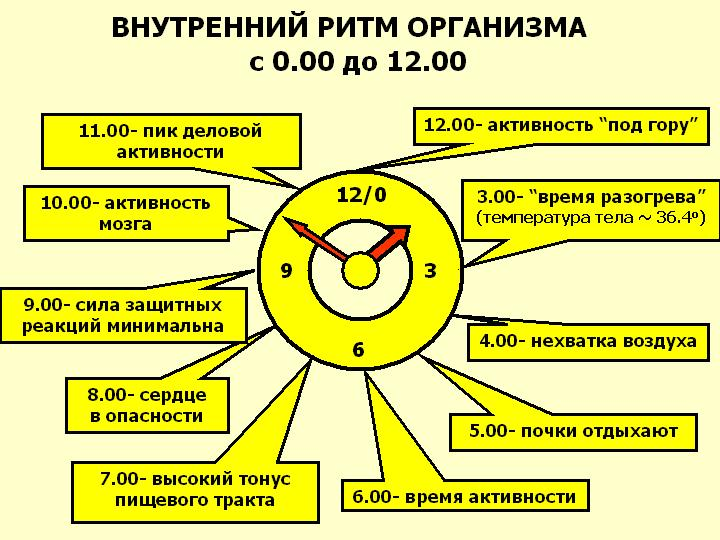 ВНУТРЕННИЙ РИТМ ОРГАНИЗМА
с 0.00 до 12.00
11.00- пик деловой
активности
12.00- активность “под гору”
10.00- активность
мозга
12/0
3.00- “время разогрева”
(температура тела ~ 36.4º)
9
3
9.00- сила защитных
реакций минимальна
4.00- нехватка воздуха
6
8.00- сердце
в опасности
5.00- почки отдыхают
7.00- высокий тонус
пищевого тракта
6.00- время активности